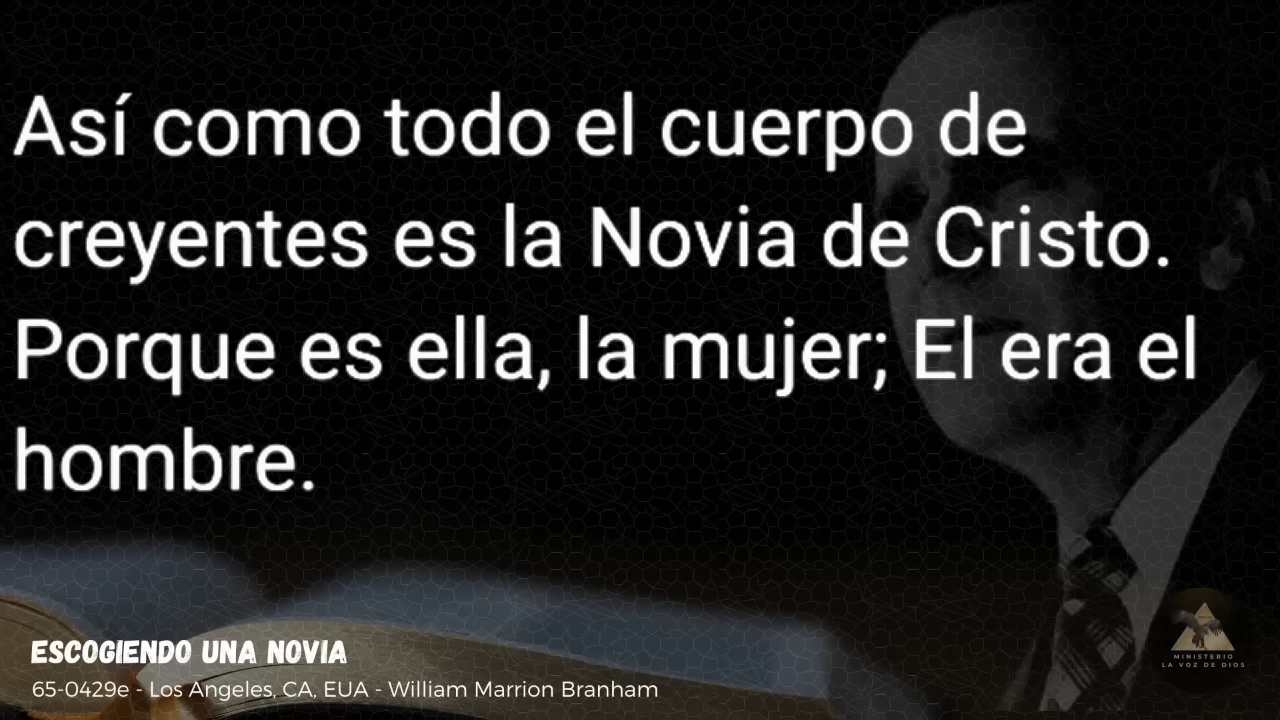 Así como todo el cuerpo de
creyentes es la Novia de Cristo.
Porque es ella, la mujer; El era el
hombre.
ESCOGIENDO UNA NOVIA
65-0429e - Los Angeles, CA, EUA - William Marrion Branham
MINISTERIO
LA VOZ DE DIOS